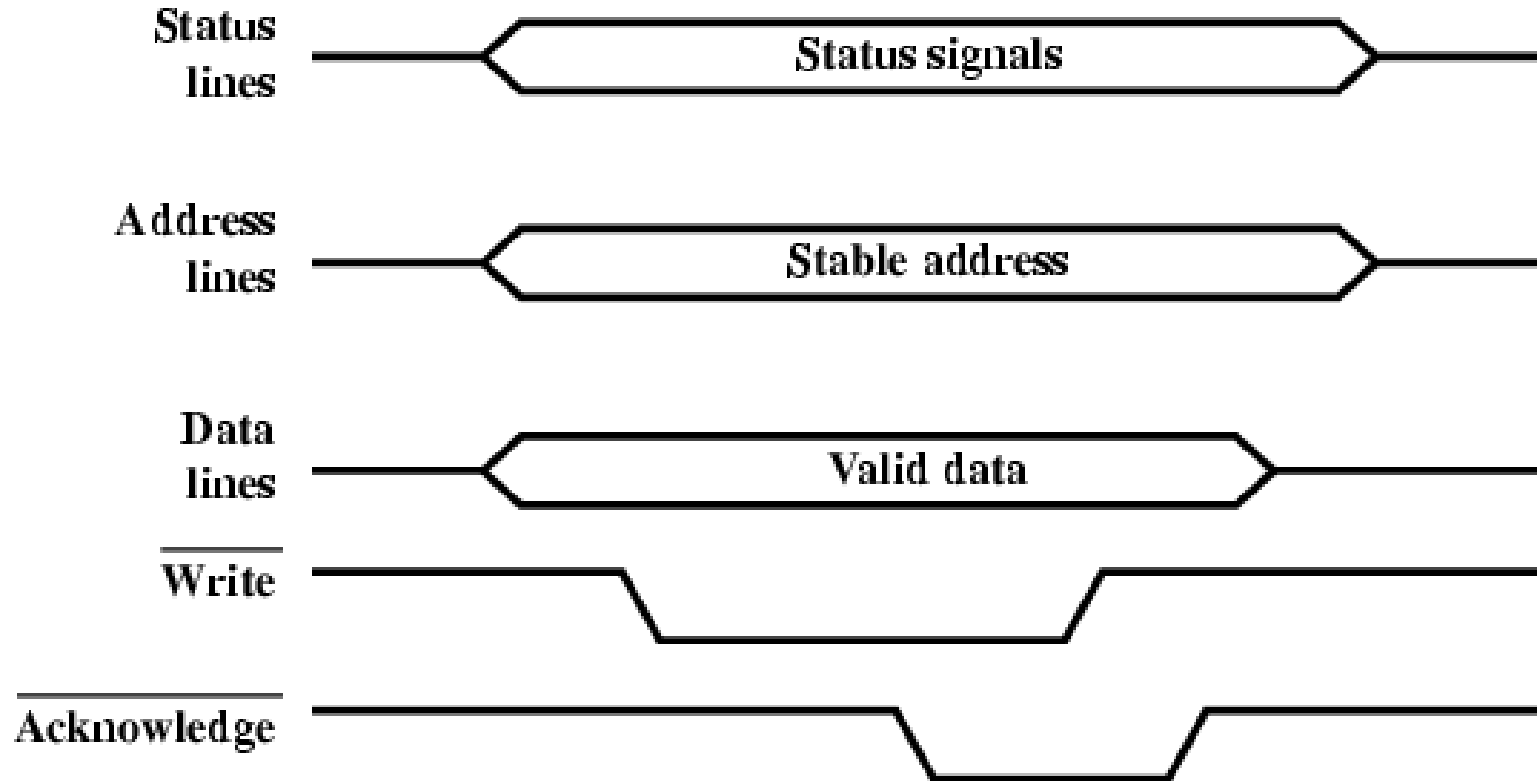 Status
lines
Status signals
Address
lines
Stable address
Data
lines
Valid data
Write
Acknowledge